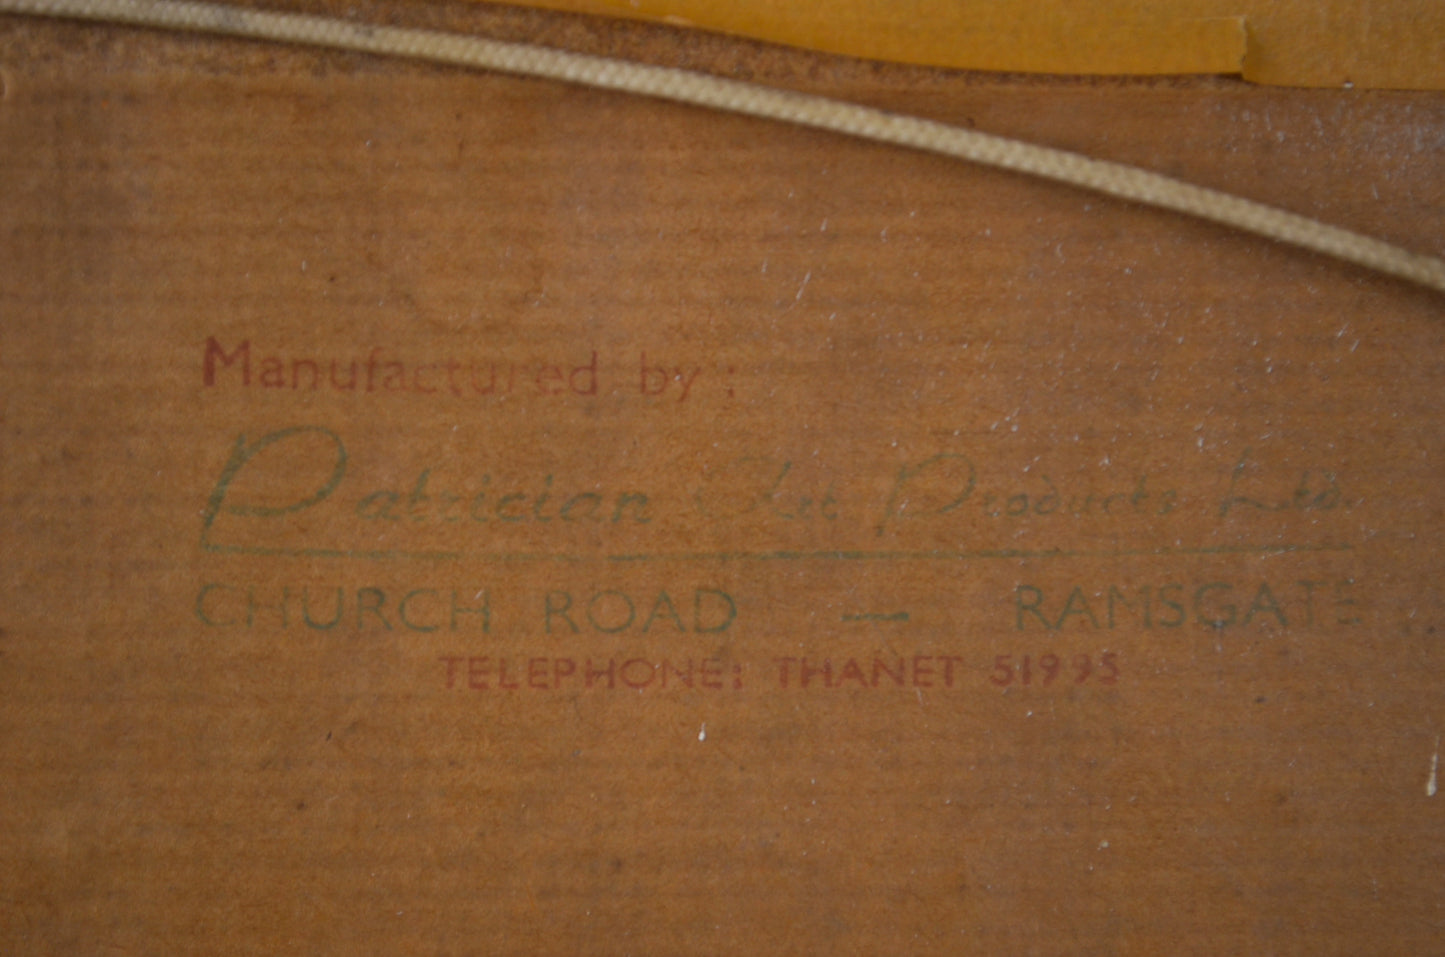 Manufactured by :
Patrician Art Products Ltd.
CHURCH ROAD — RAMSGATE
TELEPHONE: THANET 51995